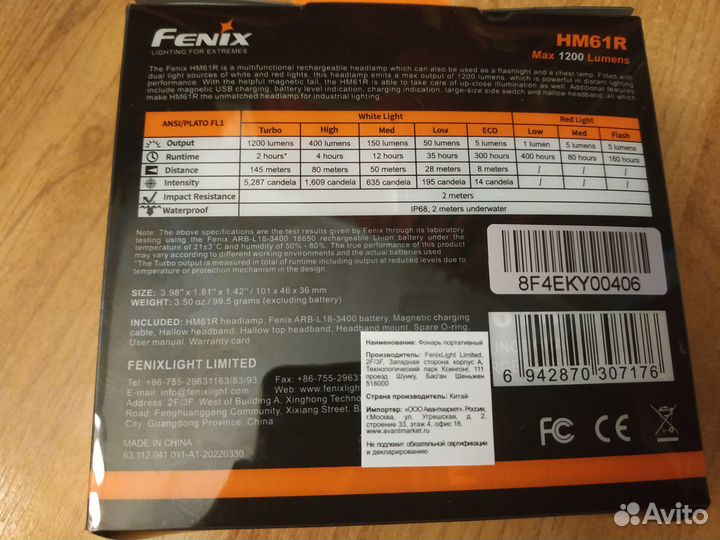 FENIX
LIGHTING FOR EXTREMES
HM61R
Max 1200 Lumens
The Fenix HM61R is a multifunctional rechargeable headlamp which can also be used as a flashlight and a chest lamp. Fitted with
dual light sources of white and red lights, this headlamp emits a max output of 1200 lumens, which is powerful in distant lighting
. With the helpful magnetic tail, the HM61R is able to take care of up-close illumination as well. Additional features
include magnetic USB charging, battery level indication, charging indication, large-size side switch and hallow headband; all which
make HM61R the unmatched headlamp for industrial lighting.
ANSI/PLATO FL1 White Light Red Light
Turbo High Med Low ECO Low Med Flash
Output 1200 lumens 400 lumens 150 lumens 50 lumens 5 lumens 1 lumen 5 lumens 5 lumens
Runtime 2 hours* 4 hours 12 hours 35 hours 300 hours 400 hours 80 hours 160 hours
Distance 145 meters 80 meters 50 meters 28 meters 8 meters / / /
Intensity 5,287 candela 1,609 candela 635 candela 195 candela 14 candela / / /
Impact Resistance 2 meters
Waterproof IP68, 2 meters underwater
Note: The above specifications are the test results given by Fenix through its laboratory
testing using the Fenix ARB-L18-3400 18650 rechargeable Li-ion battery under the
temperature of 21±3°C and humidity of 50% - 80%. The true performance of this product
may vary according to different working environments and the actual batteries used.
*The Turbo output is measured in total of runtime including output at reduced levels due to
temperature or protection mechanism in the design.
8F4EKY00406
SIZE: 3.98" x 1.81" x 1.42" / 101 x 46 x 36 mm
WEIGHT: 3.50 oz / 99.5 grams (excluding battery)
INCLUDED: HM61R headlamp, Fenix ARB-L18-3400 battery, Magnetic charging
cable, Hallow headband, Hallow top headband, Headband mount, Spare O-ring,
User manual, Warranty card
FENIXLIGHT LIMITED
Tel: +86-755-29631163/83/93 Fax: +86-755-2963
E-mail: info@fenixlight.com Web: www.fenixligh
Address: 2F/3F, West of Building A, Xinghong Techno
Road, Fenghuanggang Community, Xixiang Street, Ba
City, Guangdong Province, China
MADE IN CHINA
63.112.041.011-A1-20220330
Наименование: Фонарь портативный
Производитель: FenixLight Limited,
2F/3F, Западная сторона корпус А,
Технологический парк Ксингонг, 111
проезд Шуику, Бао'ан Шеньжен
518000
Страна производитель: Китай
Импортер: «ООО Авантмаркет». Россия,
г.Москва, ул. Угрешская, д. 2,
строение 33, этаж 4, офис 16.
www.avantmarket.ru
Не подлежит обязательной сертификации
и декларированию
6 942870 307176
FC CE
Avito